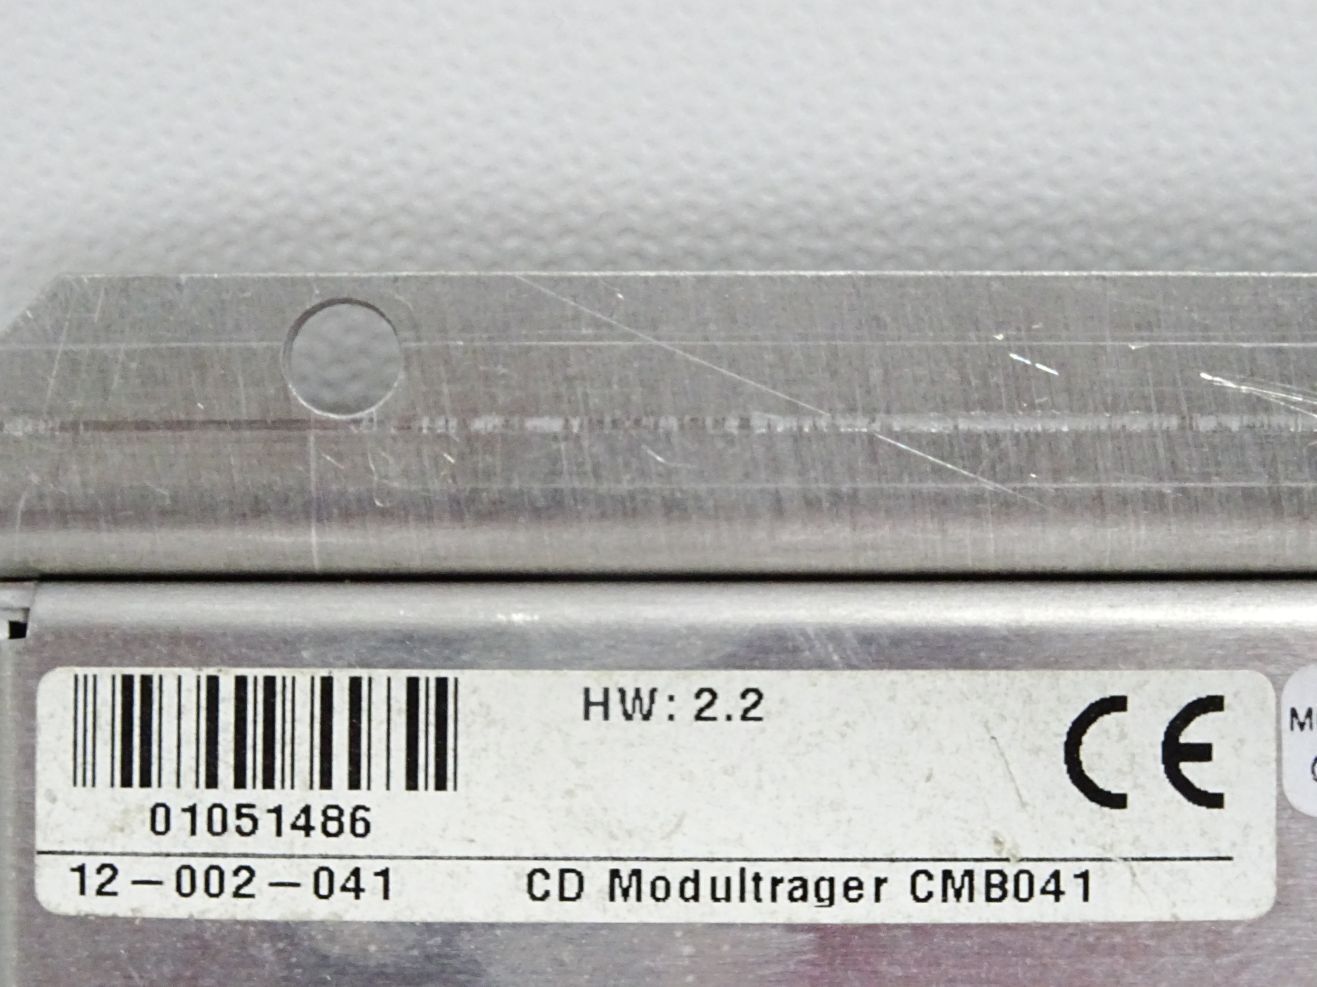 HW: 2.2
CE
01051486
12-002-041 CD Modultrager CMB041